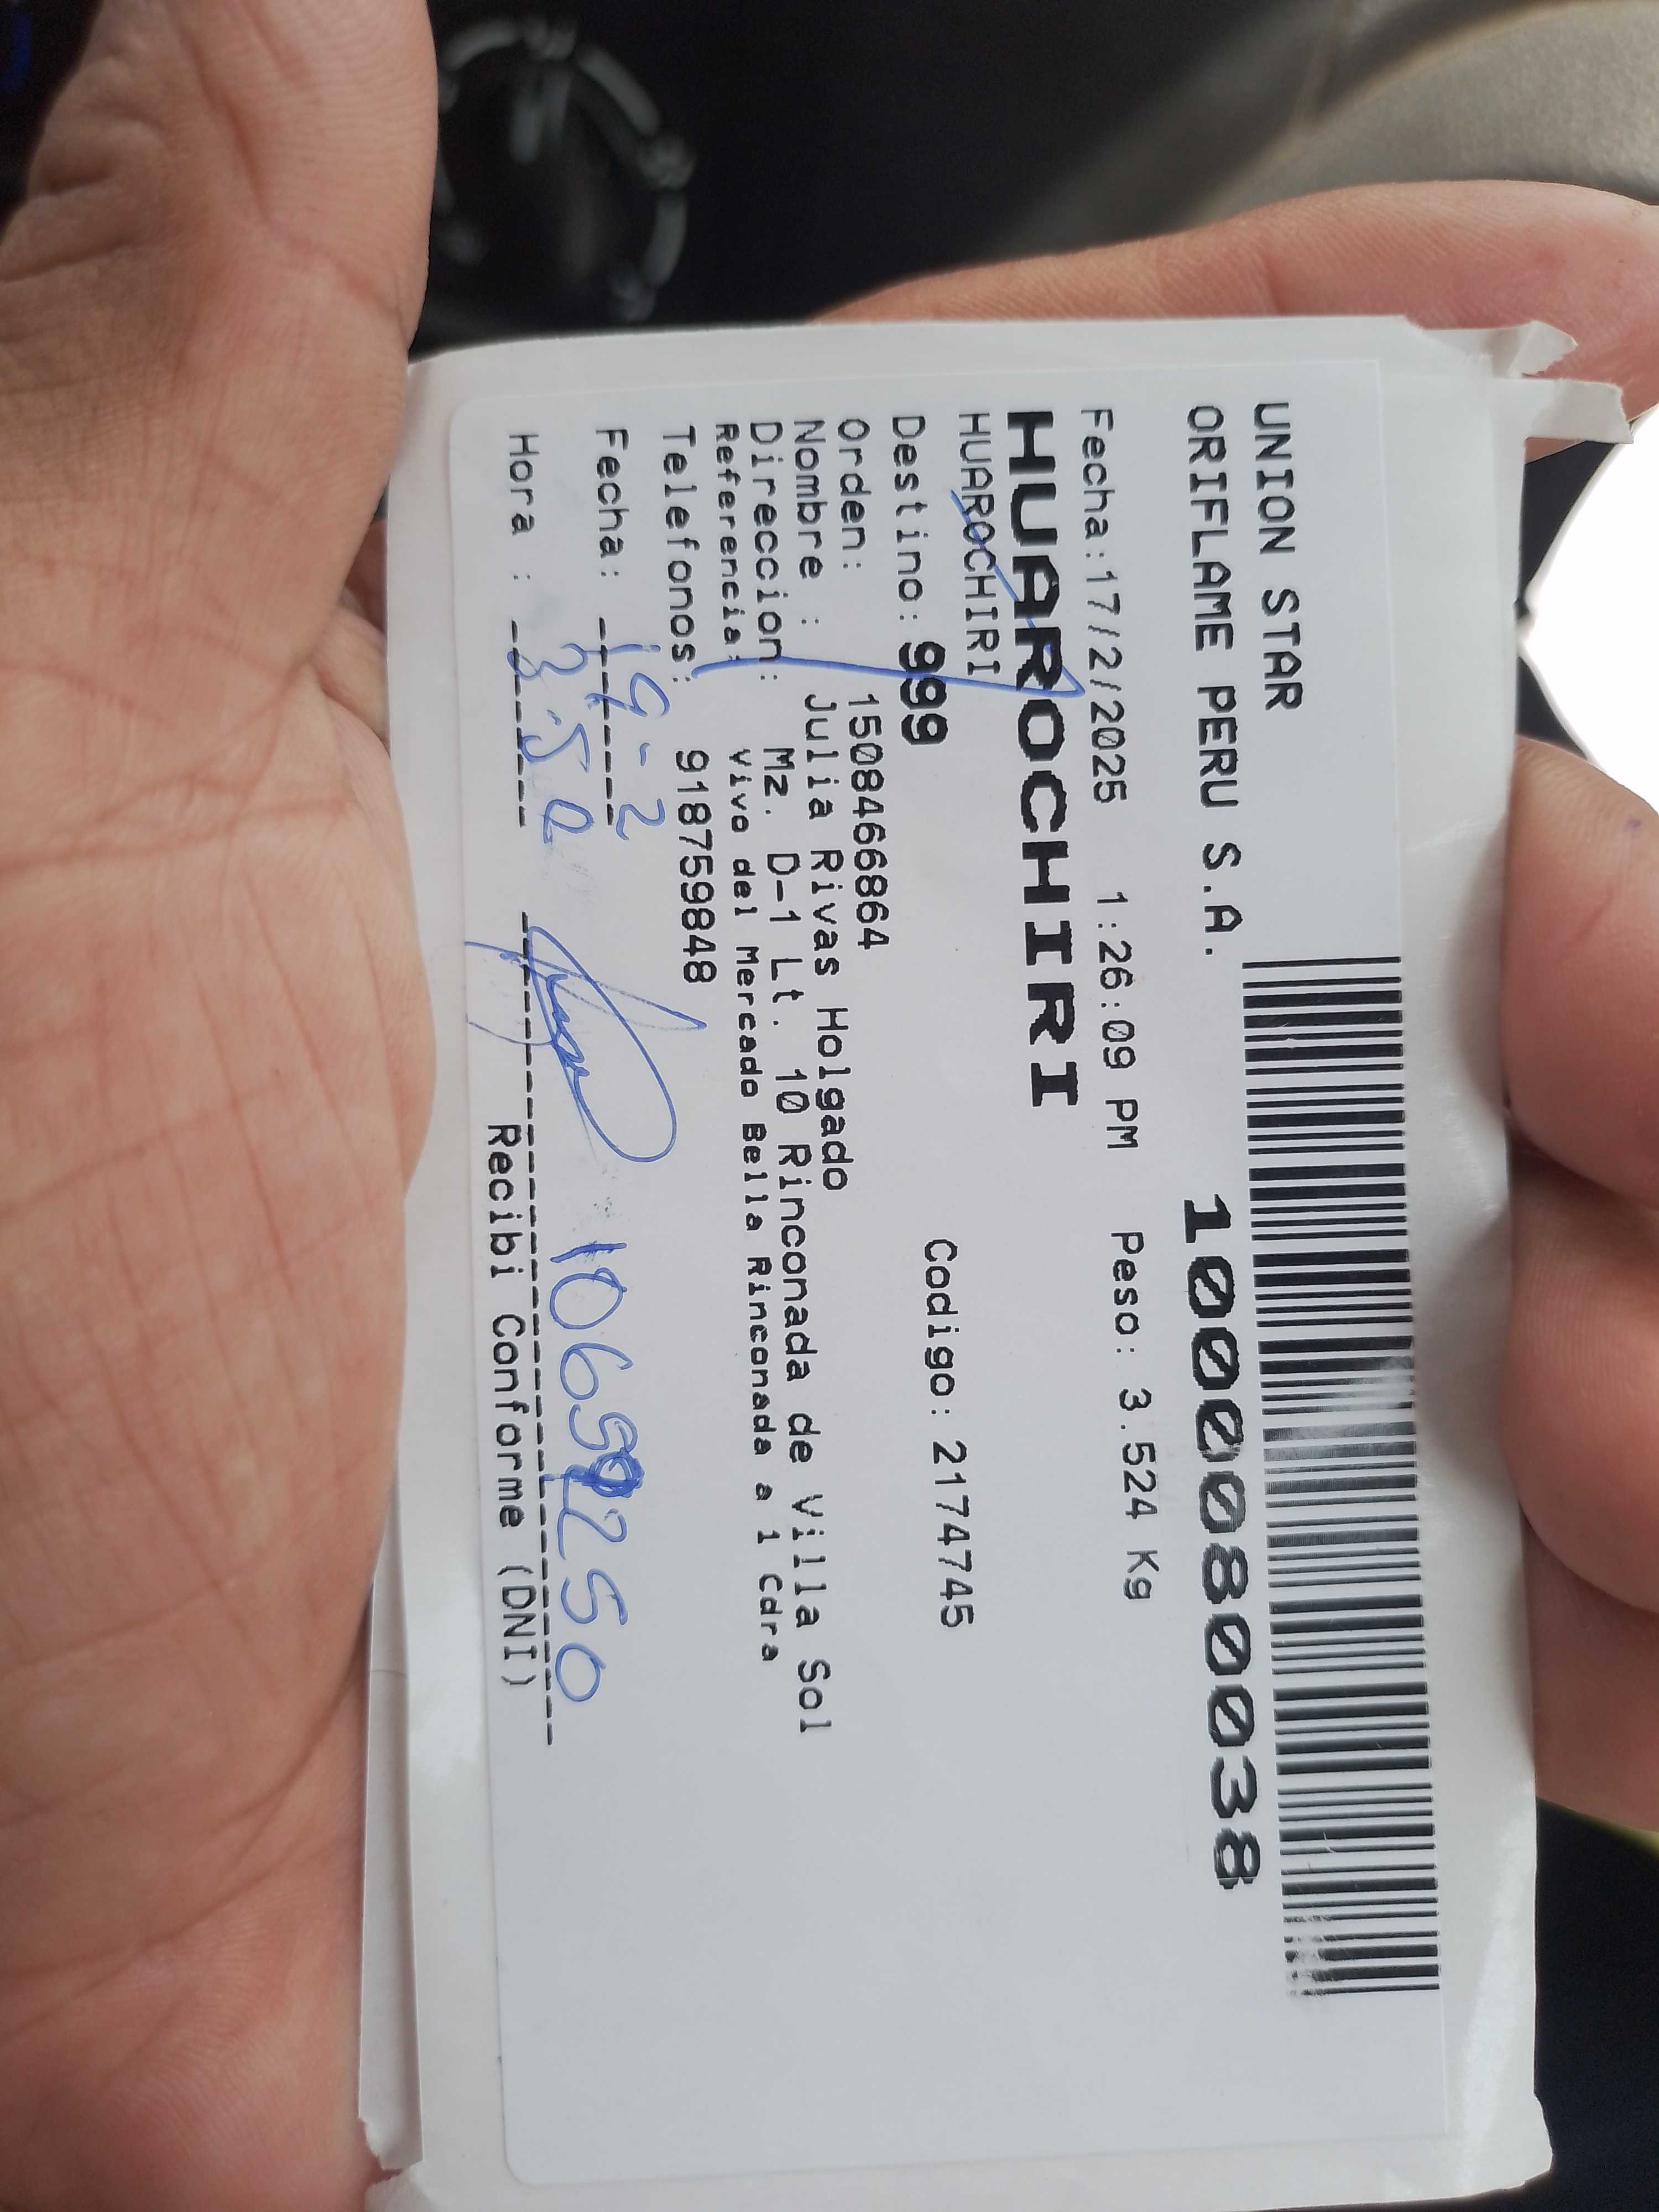 UNION STAR
ORIFLAME PERU S.A. 10000800038
Fecha:17/2/2025 1:26:09 PM Peso: 3.524 Kg
HUAROCHIRI
HUAROCHIRI
Destino: 999 Codigo: 2174745
Orden: 1508466864
Nombre : Julia Rivas Holgado
Direccion: Mz. D-1 Lt. 10 Rinconada de Villa Sol
Referencia: Vivo del Mercado Bella Rinconada a 1 Cdra
Telefonos: 918759848
Fecha: 19-2
Hora : 3:50
Recibi Conforme (DNI)